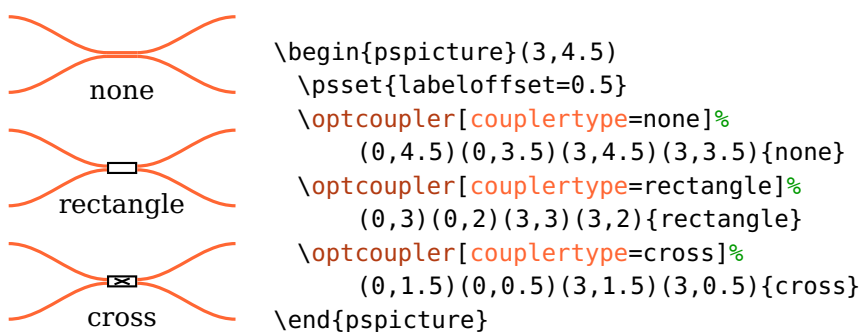 none
rectangle
cross
\begin{pspicture}(3,4.5)
  \psset{labeloffset=0.5}
  \optcoupler[couplertype=none]%
      (0,4.5)(0,3.5)(3,4.5)(3,3.5){none}
  \optcoupler[couplertype=rectangle]%
      (0,3)(0,2)(3,3)(3,2){rectangle}
  \optcoupler[couplertype=cross]%
      (0,1.5)(0,0.5)(3,1.5)(3,0.5){cross}
\end{pspicture}